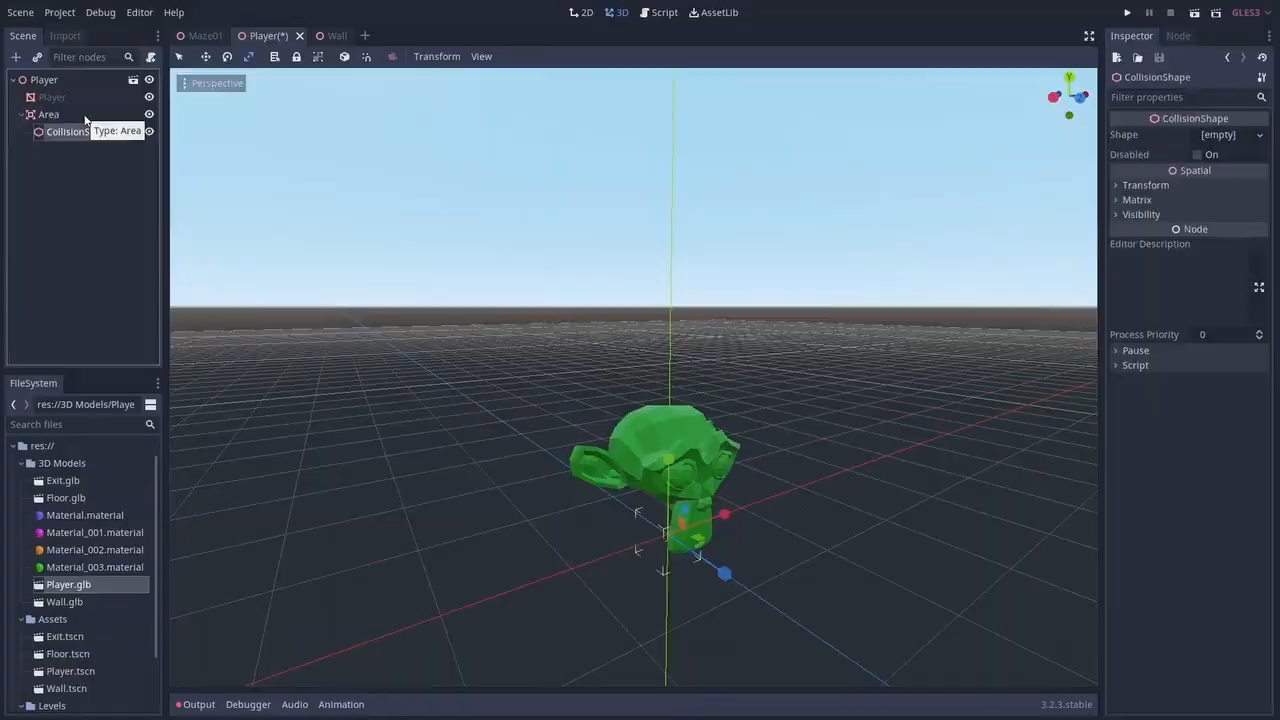 Scene Project Debug Editor Help
2D 3D Script AssetLib
GLES3
Scene Import
Filter nodes
Player
Player
Area
CollisionS
Type: Area
FileSystem
res://3D Models/Playe
Search files
res://
3D Models
Exit.glb
Floor.glb
Material.material
Material_001.material
Material_002.material
Material_003.material
Player.glb
Wall.glb
Assets
Exit.tscn
Floor.tscn
Player.tscn
Wall.tscn
Levels
Maze01 Player(*) Wall
Transform View
Perspective
Y
Output Debugger Audio Animation 3.2.3.stable
Inspector Node
CollisionShape
Filter properties
CollisionShape
Shape [empty]
Disabled On
Spatial
Transform
Matrix
Visibility
Node
Editor Description
Process Priority 0
Pause
Script